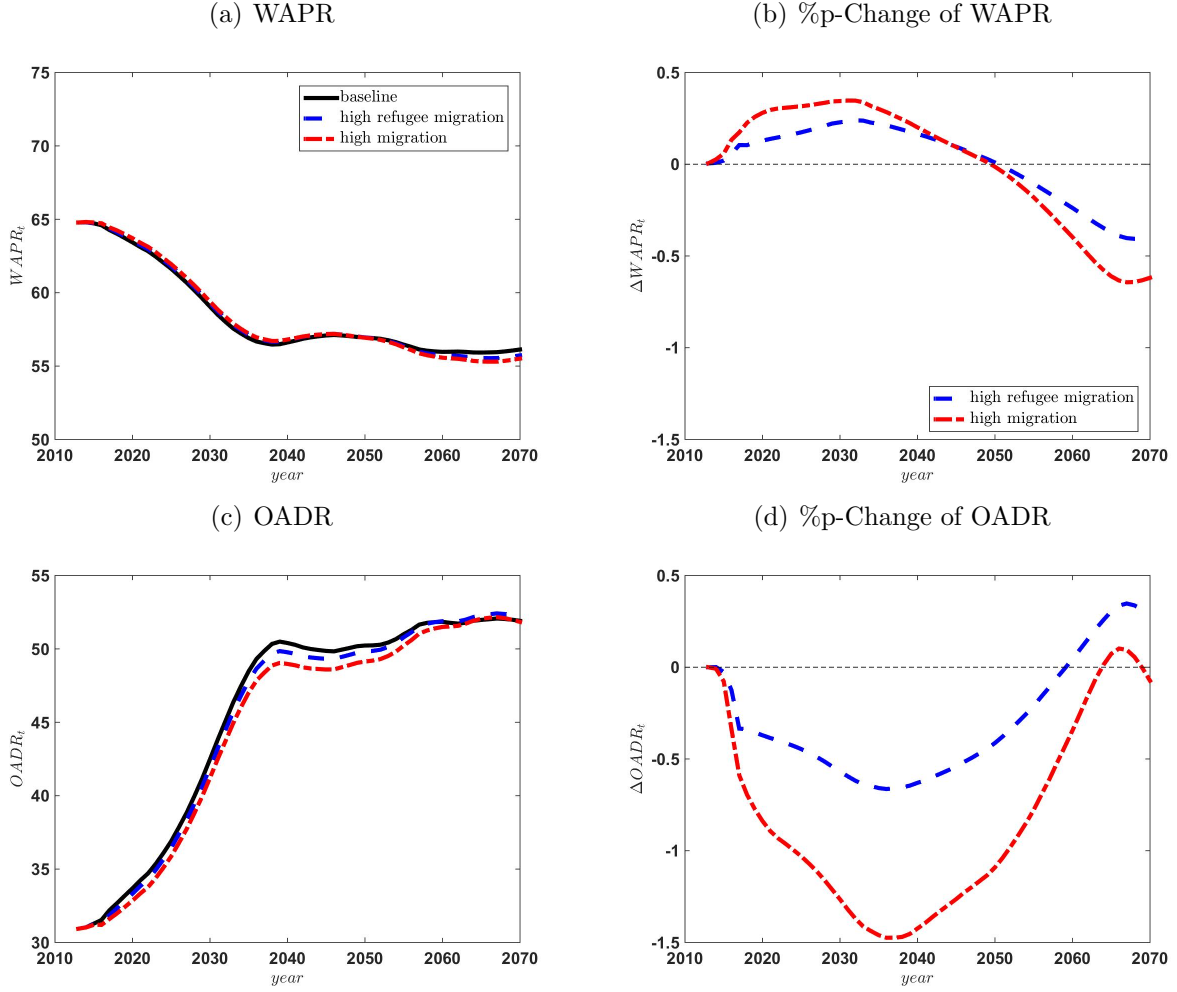 (a) WAPR
75
70
65
60
55
50
WAPR_t
baseline
high refugee migration
high migration
2010 2020 2030 2040 2050 2060 2070
year
(b) %p-Change of WAPR
0.5
0
-0.5
-1
-1.5
ΔWAPR_t
high refugee migration
high migration
2010 2020 2030 2040 2050 2060 2070
year
(c) OADR
55
50
45
40
35
30
OADR_t
2010 2020 2030 2040 2050 2060 2070
year
(d) %p-Change of OADR
0.5
0
-0.5
-1
-1.5
ΔOADR_t
2010 2020 2030 2040 2050 2060 2070
year